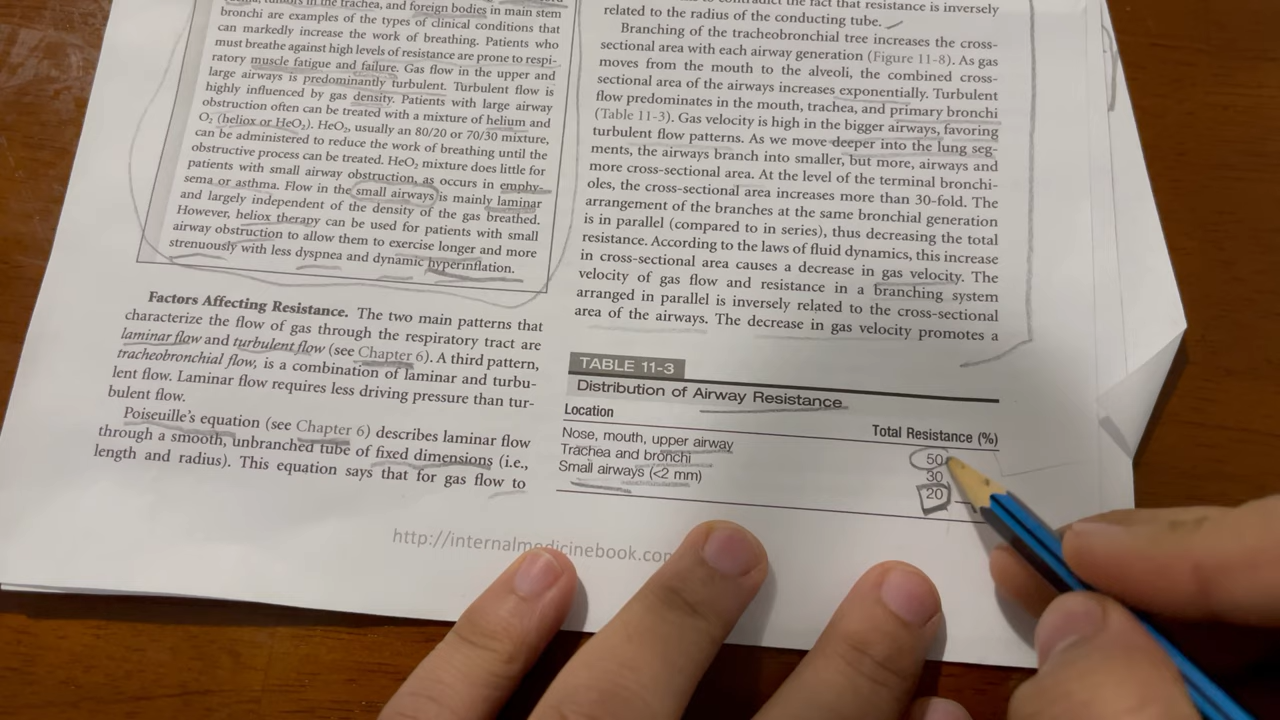 tumors in the trachea, and foreign bodies in main stem
bronchi are examples of the types of clinical conditions that
can markedly increase the work of breathing. Patients who
must breathe against high levels of resistance are prone to respi-
ratory muscle fatigue and failure. Gas flow in the upper and
large airways is predominantly turbulent. Turbulent flow is
highly influenced by gas density. Patients with large airway
obstruction often can be treated with a mixture of helium and
O₂ (heliox or HeO₂). HeO₂, usually an 80/20 or 70/30 mixture,
can be administered to reduce the work of breathing until the
obstructive process can be treated. HeO₂ mixture does little for
patients with small airway obstruction, as occurs in emphy-
sema or asthma. Flow in the small airways is mainly laminar
and largely independent of the density of the gas breathed.
However, heliox therapy can be used for patients with small
airway obstruction to allow them to exercise longer and more
strenuously with less dyspnea and dynamic hyperinflation.
Factors Affecting Resistance. The two main patterns that
characterize the flow of gas through the respiratory tract are
laminar flow and turbulent flow (see Chapter 6). A third pattern,
tracheobronchial flow, is a combination of laminar and turbu-
lent flow. Laminar flow requires less driving pressure than tur-
bulent flow.
Poiseuille's equation (see Chapter 6) describes laminar flow
through a smooth, unbranched tube of fixed dimensions (i.e.,
length and radius). This equation says that for gas flow to
contradict the fact that resistance is inversely
related to the radius of the conducting tube.
Branching of the tracheobronchial tree increases the cross-
sectional area with each airway generation (Figure 11-8). As gas
moves from the mouth to the alveoli, the combined cross-
sectional area of the airways increases exponentially. Turbulent
flow predominates in the mouth, trachea, and primary bronchi
(Table 11-3). Gas velocity is high in the bigger airways, favoring
turbulent flow patterns. As we move deeper into the lung seg-
ments, the airways branch into smaller, but more, airways and
more cross-sectional area. At the level of the terminal bronchi-
oles, the cross-sectional area increases more than 30-fold. The
arrangement of the branches at the same bronchial generation
is in parallel (compared to in series), thus decreasing the total
resistance. According to the laws of fluid dynamics, this increase
in cross-sectional area causes a decrease in gas velocity. The
velocity of gas flow and resistance in a branching system
arranged in parallel is inversely related to the cross-sectional
area of the airways. The decrease in gas velocity promotes a
TABLE 11-3
Distribution of Airway Resistance
Location Total Resistance (%)
Nose, mouth, upper airway 50
Trachea and bronchi 30
Small airways (<2 mm) 20
http://internalmedicinebook.com